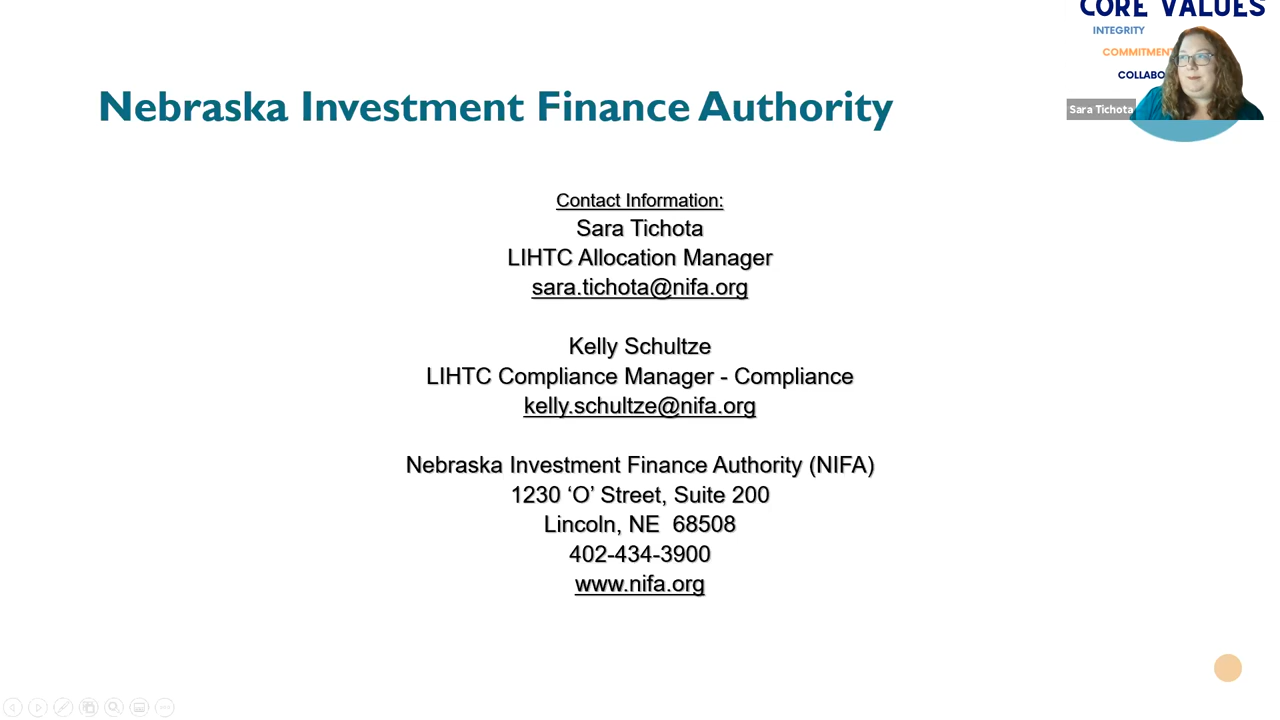 CORE VALUES
INTEGRITY
COMMITMENT
COLLABO
Sara Tichota
Nebraska Investment Finance Authority
Contact Information:
Sara Tichota
LIHTC Allocation Manager
sara.tichota@nifa.org
Kelly Schultze
LIHTC Compliance Manager - Compliance
kelly.schultze@nifa.org
Nebraska Investment Finance Authority (NIFA)
1230 ‘O’ Street, Suite 200
Lincoln, NE  68508
402-434-3900
www.nifa.org